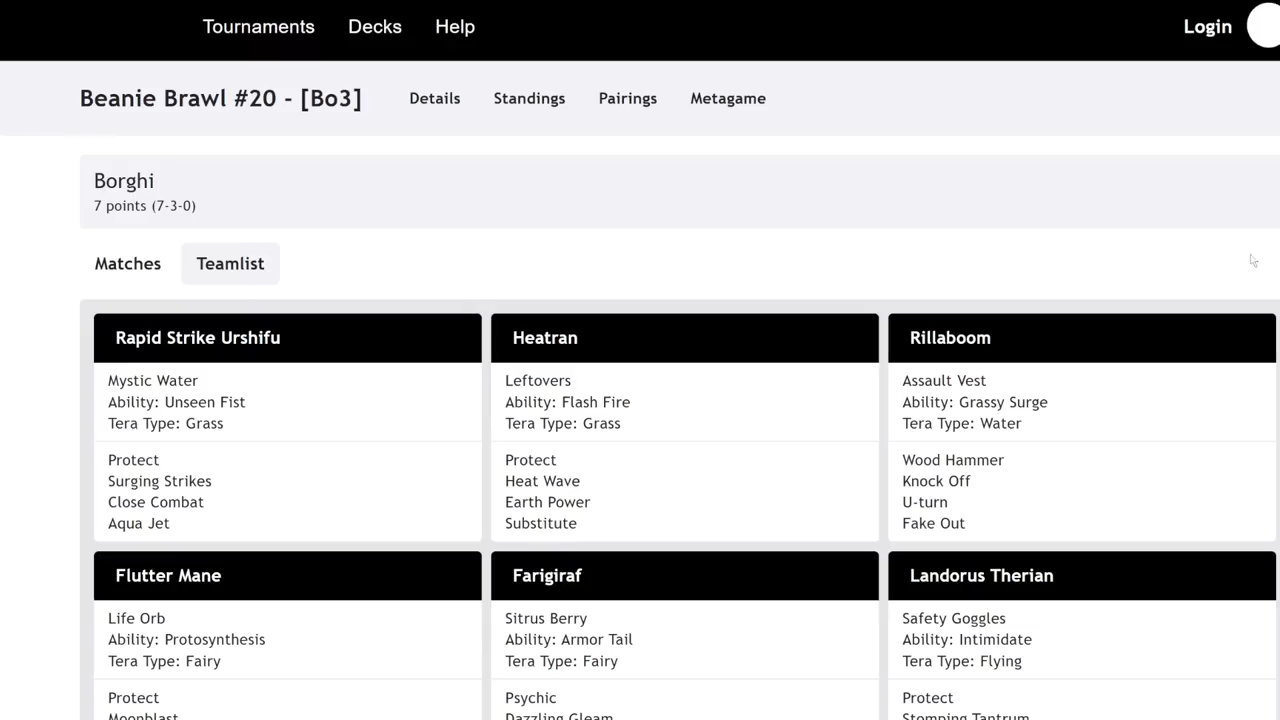 Tournaments Decks Help Login
Beanie Brawl #20 - [Bo3] Details Standings Pairings Metagame
Borghi
7 points (7-3-0)
Matches Teamlist
Rapid Strike Urshifu
Mystic Water
Ability: Unseen Fist
Tera Type: Grass
Protect
Surging Strikes
Close Combat
Aqua Jet
Heatran
Leftovers
Ability: Flash Fire
Tera Type: Grass
Protect
Heat Wave
Earth Power
Substitute
Rillaboom
Assault Vest
Ability: Grassy Surge
Tera Type: Water
Wood Hammer
Knock Off
U-turn
Fake Out
Flutter Mane
Life Orb
Ability: Protosynthesis
Tera Type: Fairy
Protect
Moonblast
Farigiraf
Sitrus Berry
Ability: Armor Tail
Tera Type: Fairy
Psychic
Dazzling Gleam
Landorus Therian
Safety Goggles
Ability: Intimidate
Tera Type: Flying
Protect
Stomping Tantrum